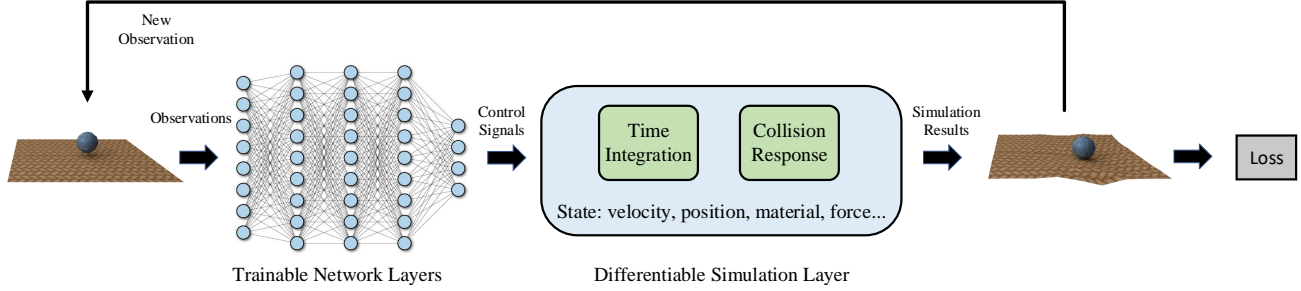 New
Observation
Observations
Control
Signals
Time
Integration
Collision
Response
State: velocity, position, material, force...
Simulation
Results
Loss
Trainable Network Layers
Differentiable Simulation Layer